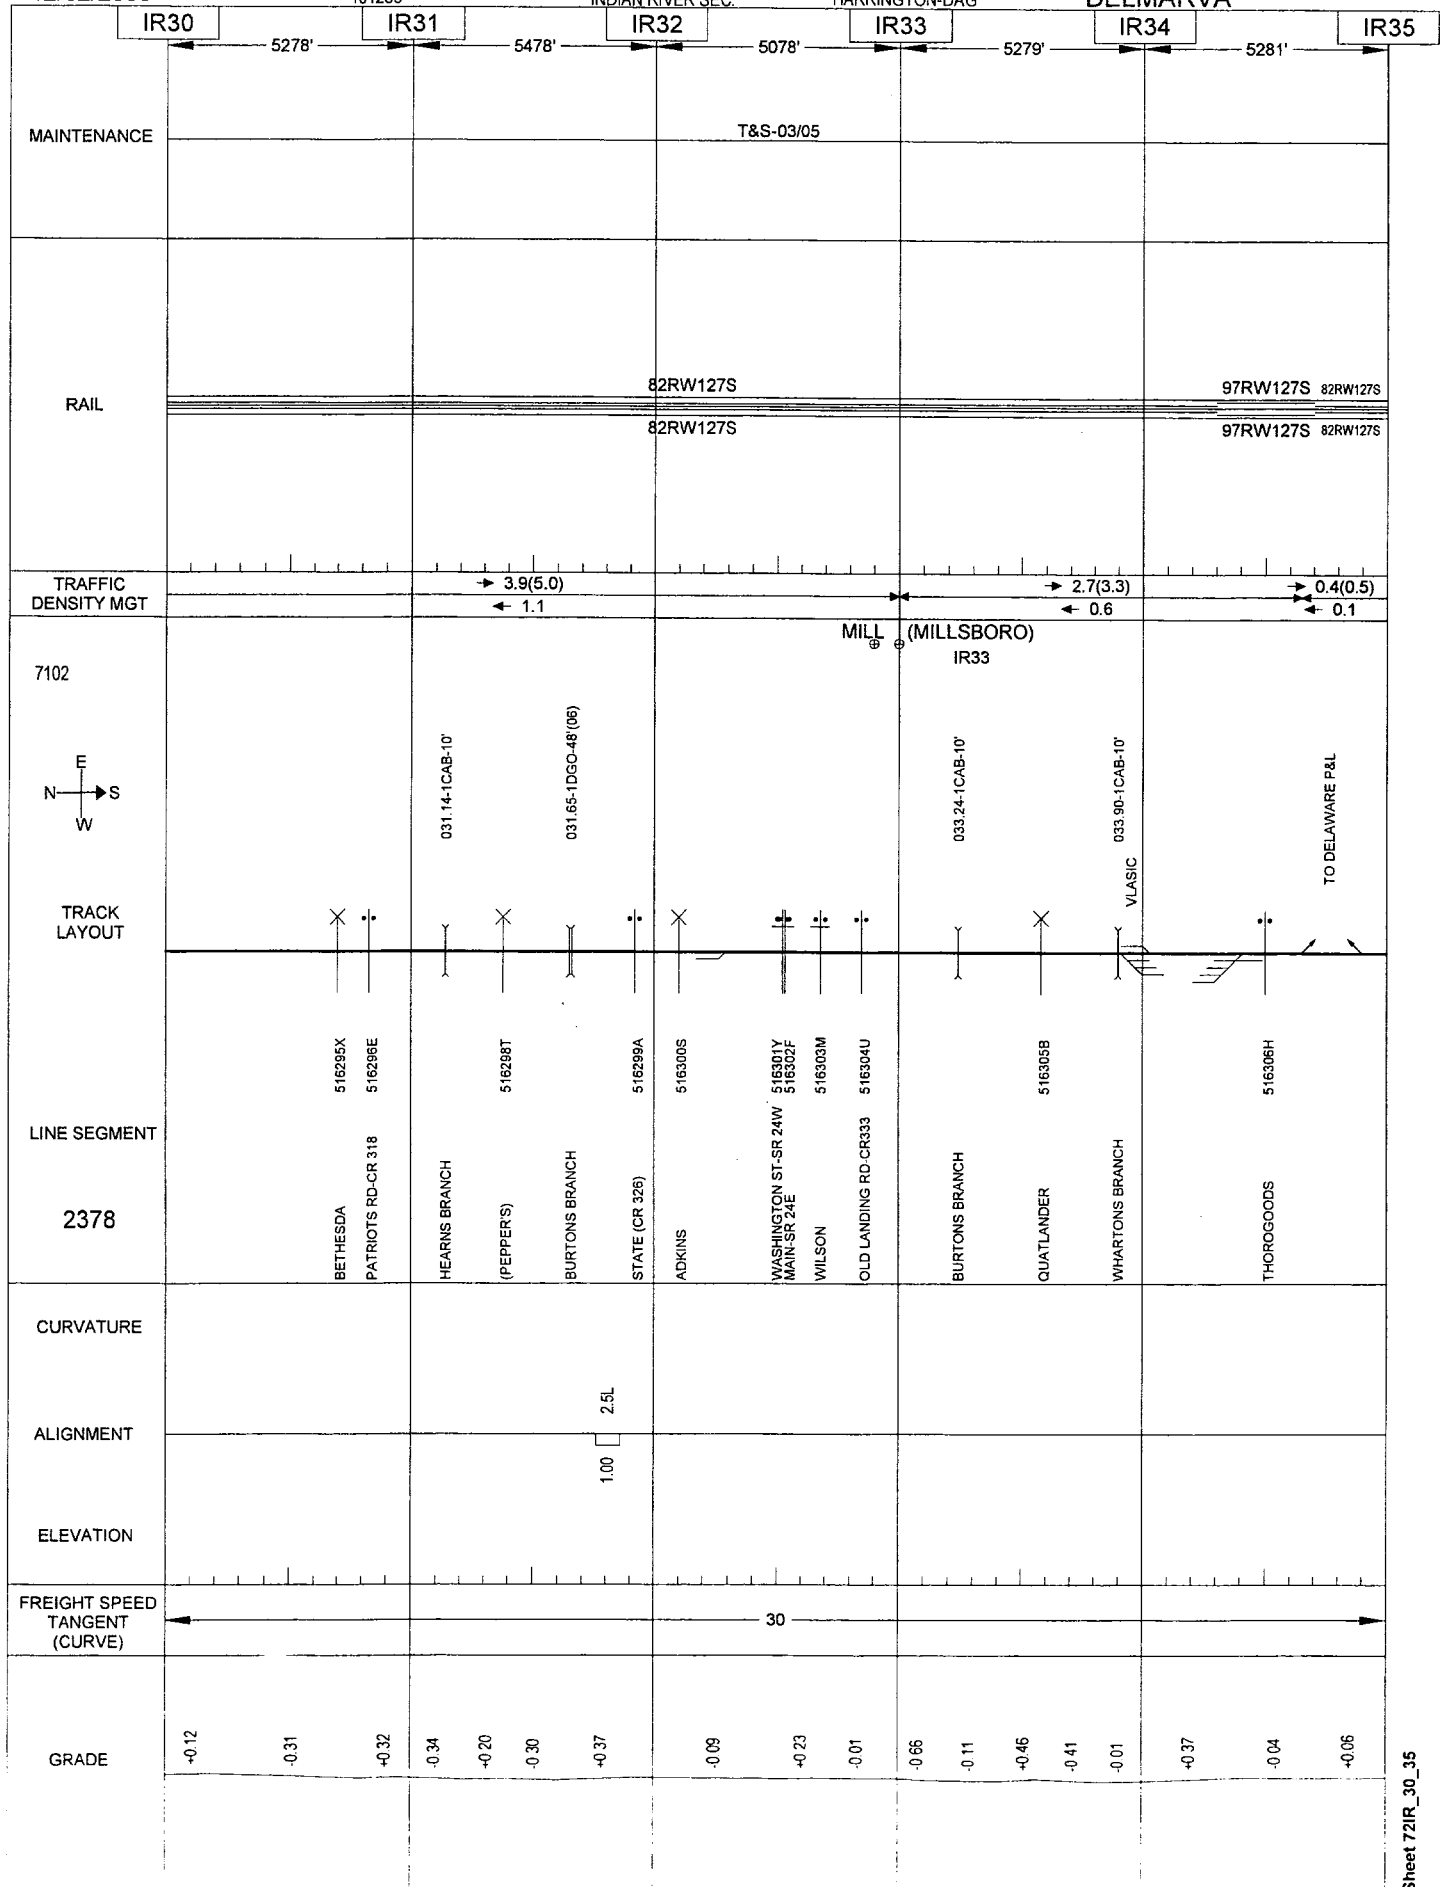 INDIAN RIVER SEC.
HARRINGTON-DAG
DELMARVA
IR30 IR31 IR32 IR33 IR34 IR35
5278' 5478' 5078' 5279' 5281'
MAINTENANCE
T&S-03/05
RAIL
82RW127S 97RW127S 82RW127S
82RW127S 97RW127S 82RW127S
TRAFFIC
DENSITY MGT
→ 3.9(5.0) → 2.7(3.3) → 0.4(0.5)
← 1.1 ← 0.6 ← 0.1
MILL (MILLSBORO)
IR33
7102
E
N S
W
031.14-1CAB-10'
031.65-1DGO-48'(06)
033.24-1CAB-10'
033.90-1CAB-10'
VLASIC
TO DELAWARE P&L
TRACK
LAYOUT
516295X
516296E
516298T
516299A
516300S
516301Y
516302F
516303M
516304U
516305B
516306H
LINE SEGMENT
2378
BETHESDA
PATRIOTS RD-CR 318
HEARNS BRANCH
(PEPPER'S)
BURTONS BRANCH
STATE (CR 326)
ADKINS
WASHINGTON ST-SR 24W
MAIN-SR 24E
WILSON
OLD LANDING RD-CR333
BURTONS BRANCH
QUATLANDER
WHARTONS BRANCH
THOROGOODS
CURVATURE
2.5L
ALIGNMENT
1.00
ELEVATION
FREIGHT SPEED
TANGENT
(CURVE)
30
GRADE
+0.12 -0.31 +0.32 -0.34 +0.20 -0.30 +0.37 -0.09 +0.23 -0.01 -0.66 -0.11 +0.46 -0.41 -0.01 +0.37 -0.04 +0.06
Sheet 72IR_30_35